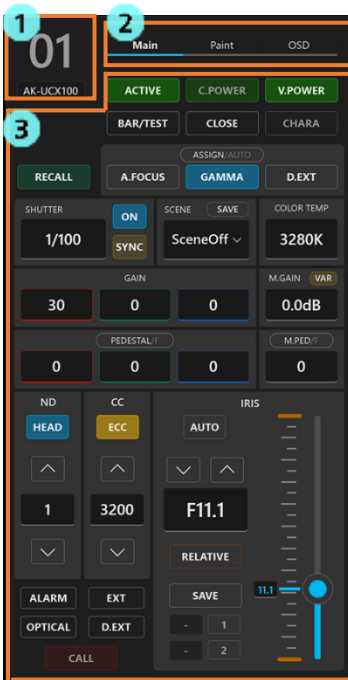 1
2
01
Main Paint OSD
AK-UCX100
ACTIVE C.POWER V.POWER
3
BAR/TEST CLOSE CHARA
ASSIGN/AUTO
RECALL A.FOCUS GAMMA D.EXT
SHUTTER ON SCENE SAVE COLOR TEMP
1/100 SYNC SceneOff 3280K
GAIN M.GAIN VAR
30 0 0 0.0dB
PEDESTAL/F M.PED/F
0 0 0 0
ND CC IRIS
HEAD ECC AUTO
1 3200 F11.1
RELATIVE
11.1
ALARM EXT SAVE
OPTICAL D.EXT - 1
CALL - 2